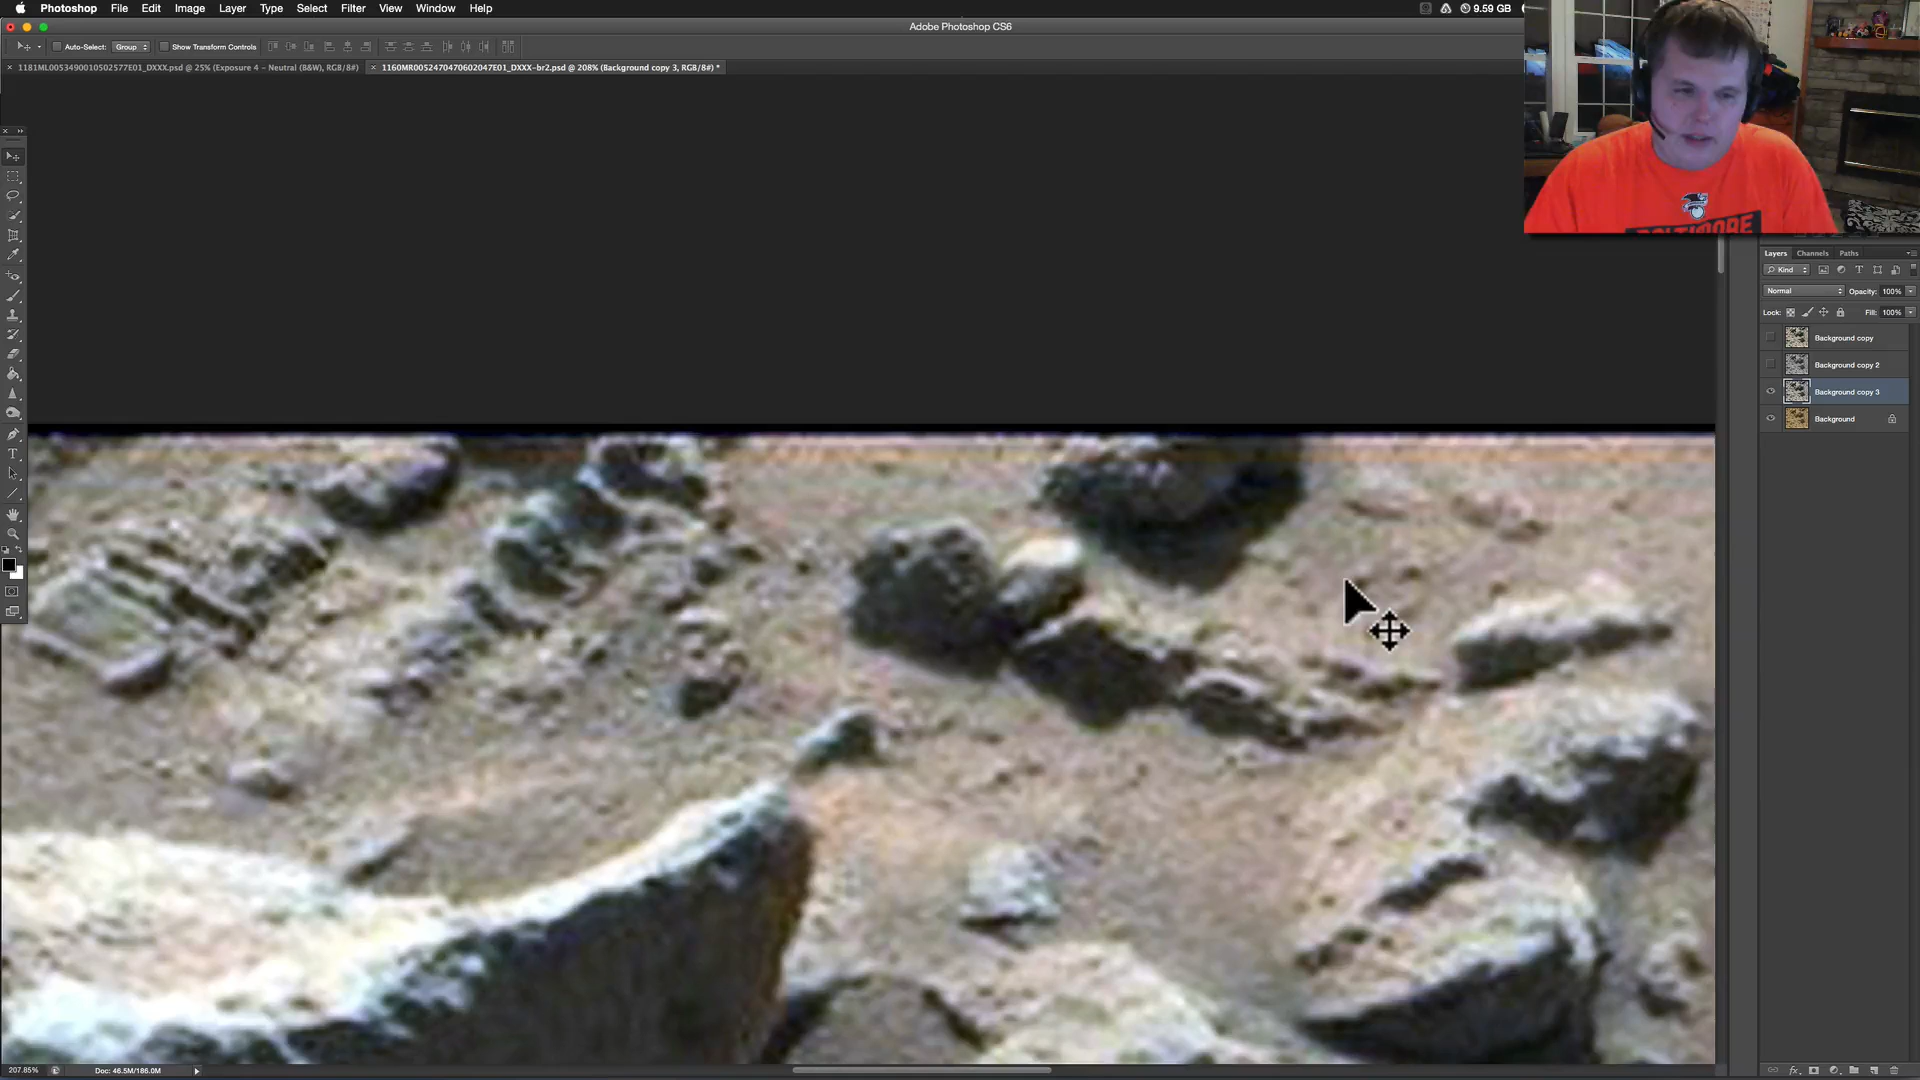 Photoshop File Edit Image Layer Type Select Filter View Window Help
9.59 GB
Adobe Photoshop CS6
Auto-Select: Group Show Transform Controls
1181ML0053490010502577E01_DXXX.psd @ 25% (Exposure 4 - Neutral (B&W), RGB/8#)
1160MR0052470470602047E01_DXXX-br2.psd @ 208% (Background copy 3, RGB/8#) *
BALTIMORE
Layers Channels Paths
Kind
Normal Opacity: 100%
Lock: Fill: 100%
Background copy
Background copy 2
Background copy 3
Background
207.85% Doc: 46.5M/186.0M